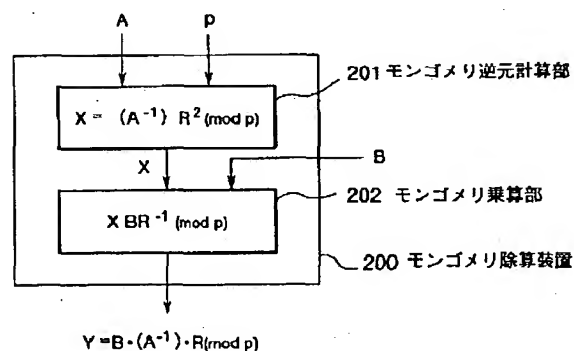 A
p
201 モンゴメリ逆元計算部
X = (A⁻¹) R² (mod p)
X
B
202 モンゴメリ乗算部
X BR⁻¹ (mod p)
200 モンゴメリ除算装置
Y = B・(A⁻¹)・R(mod p)